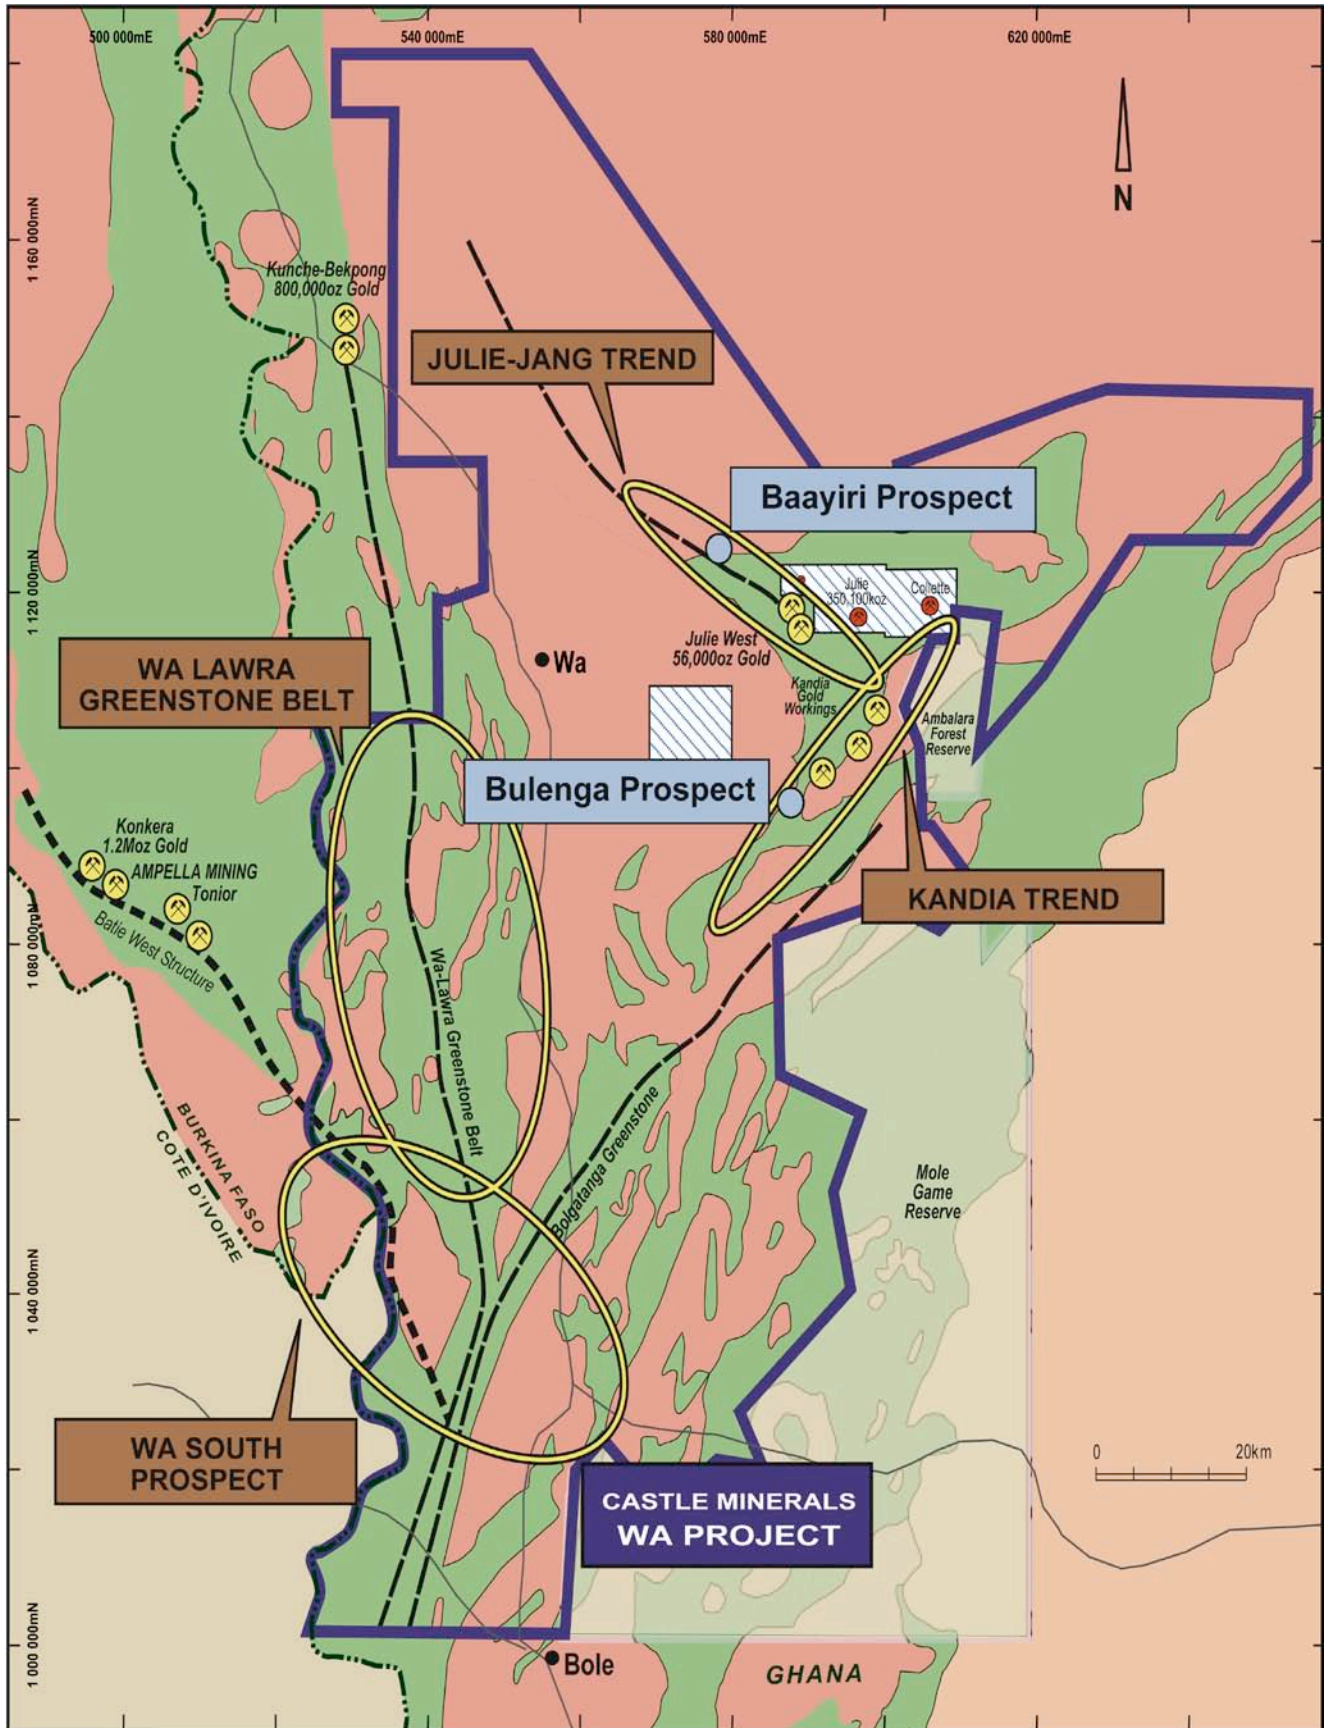 500 000mE
540 000mE
580 000mE
620 000mE
1 160 000mN
N
Kunche-Bekpong
800,000oz Gold
JULIE-JANG TREND
Baayiri Prospect
1 120 000mN
Julie
350,100koz
Collette
Julie West
56,000oz Gold
Wa
WA LAWRA
GREENSTONE BELT
Kandia
Gold
Workings
Ambalara
Forest
Reserve
Bulenga Prospect
Konkera
1.2Moz Gold
AMPELLA MINING
Tonior
Batie West Structure
KANDIA TREND
1 080 000mN
Wa-Lawra Greenstone Belt
Bolgatanga Greenstone
BURKINA FASO
COTE D'IVOIRE
Mole
Game
Reserve
1 040 000mN
WA SOUTH
PROSPECT
0
20km
CASTLE MINERALS
WA PROJECT
1 000 000mN
Bole
GHANA